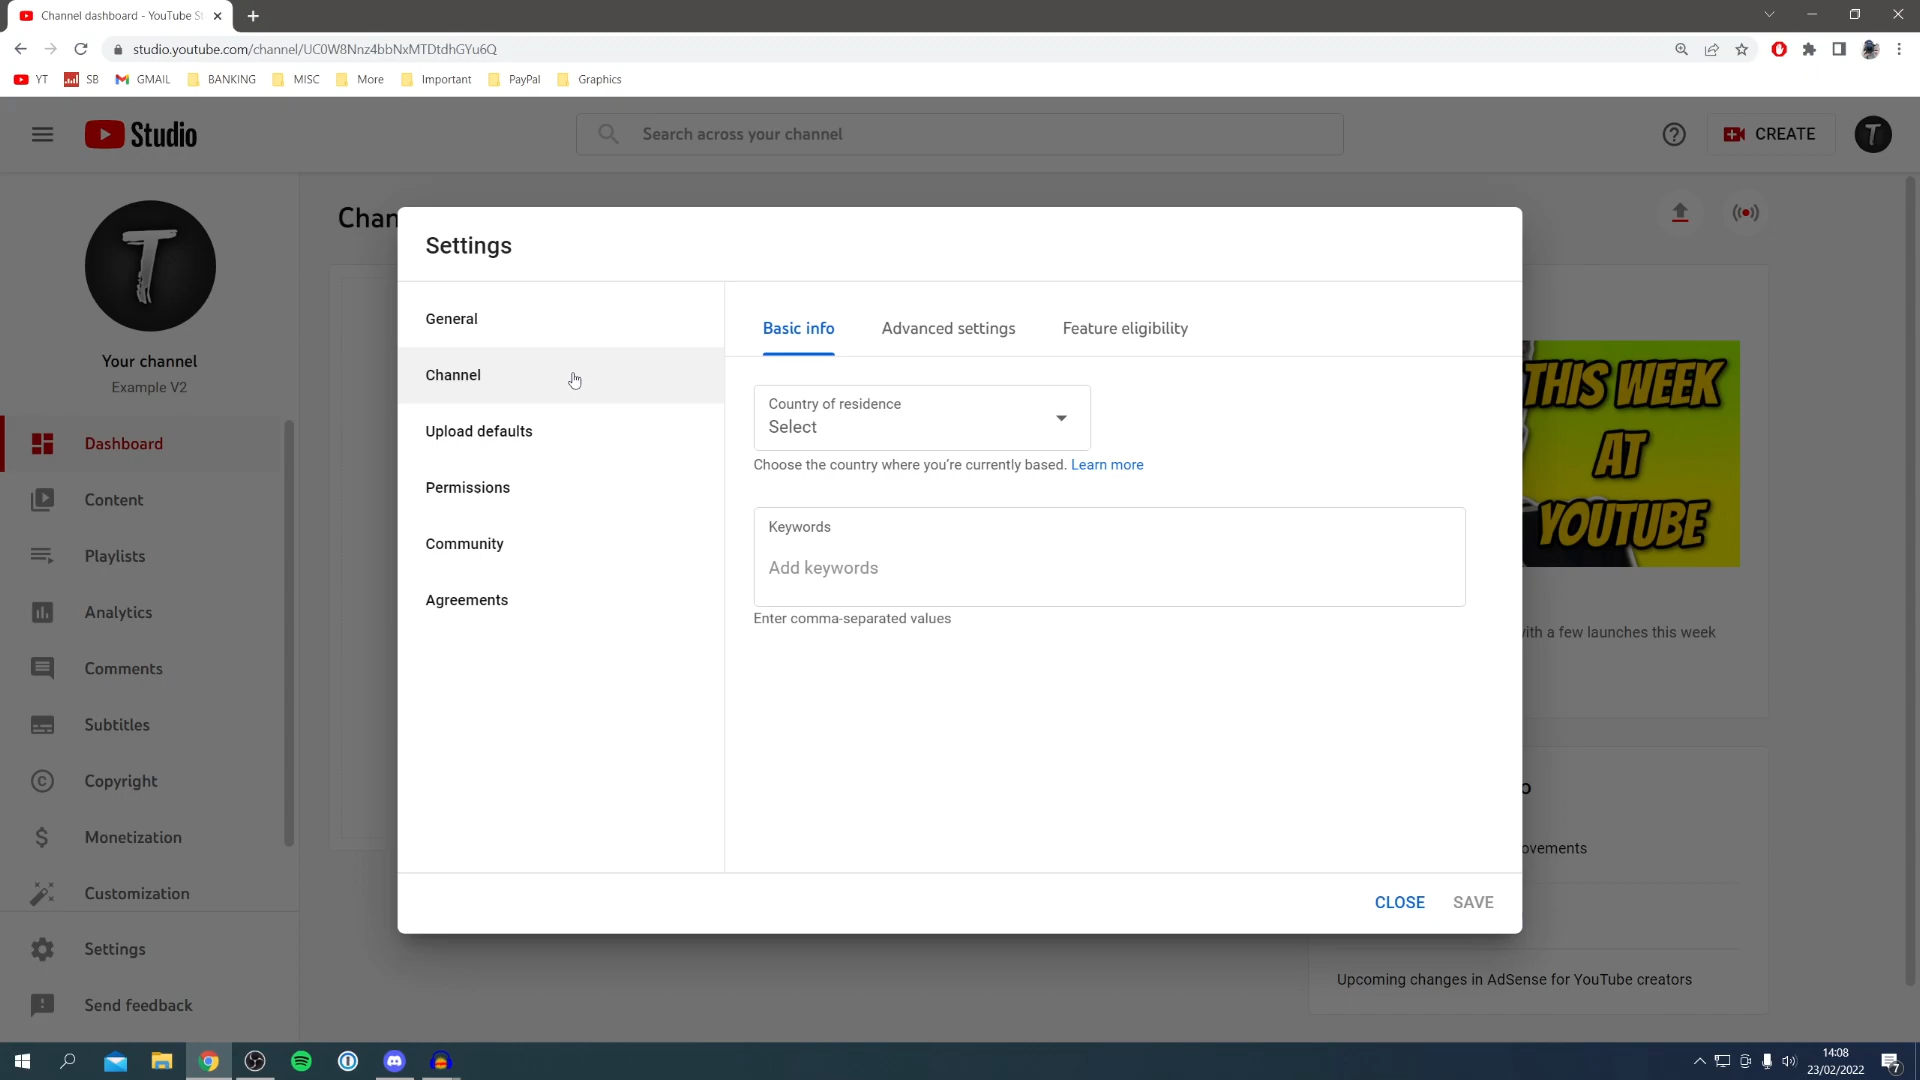 Channel dashboard - YouTube St
studio.youtube.com/channel/UC0W8Nnz4bbNxMTDtdhGYu6Q
YT SB GMAIL BANKING MISC More Important PayPal Graphics
Studio
Search across your channel
CREATE
T
T
Your channel
Example V2
Dashboard
Content
Playlists
Analytics
Comments
Subtitles
Copyright
Monetization
Customization
Settings
Send feedback
Chan
Settings
General
Channel
Upload defaults
Permissions
Community
Agreements
Basic info Advanced settings Feature eligibility
Country of residence
Select
Choose the country where you're currently based. Learn more
Keywords
Add keywords
Enter comma-separated values
CLOSE SAVE
THIS WEEK
AT
YOUTUBE
with a few launches this week
ovements
Upcoming changes in AdSense for YouTube creators
14:08
23/02/2022
7